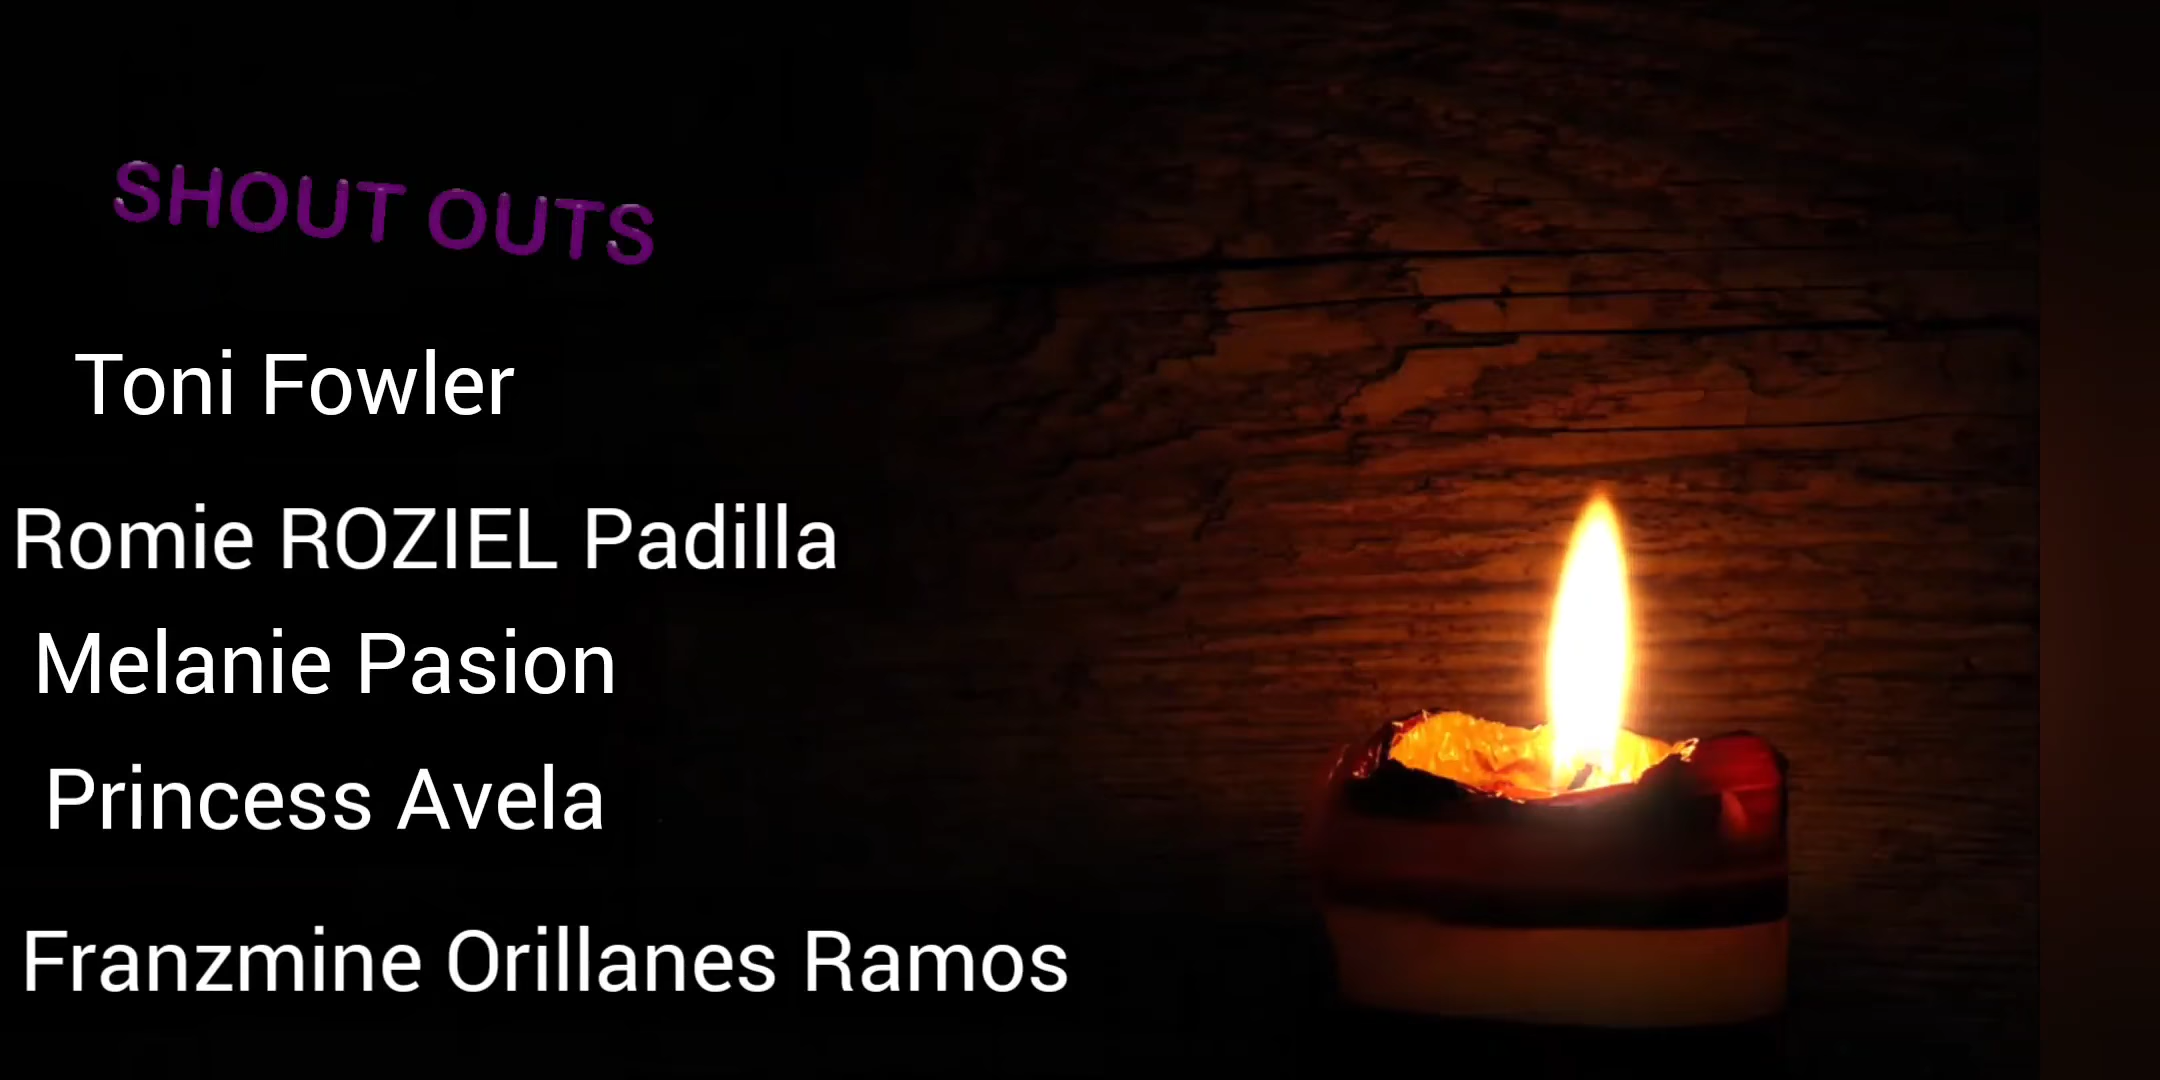 SHOUT OUTS
Toni Fowler
Romie ROZIEL Padilla
Melanie Pasion
Princess Avela
Franzmine Orillanes Ramos